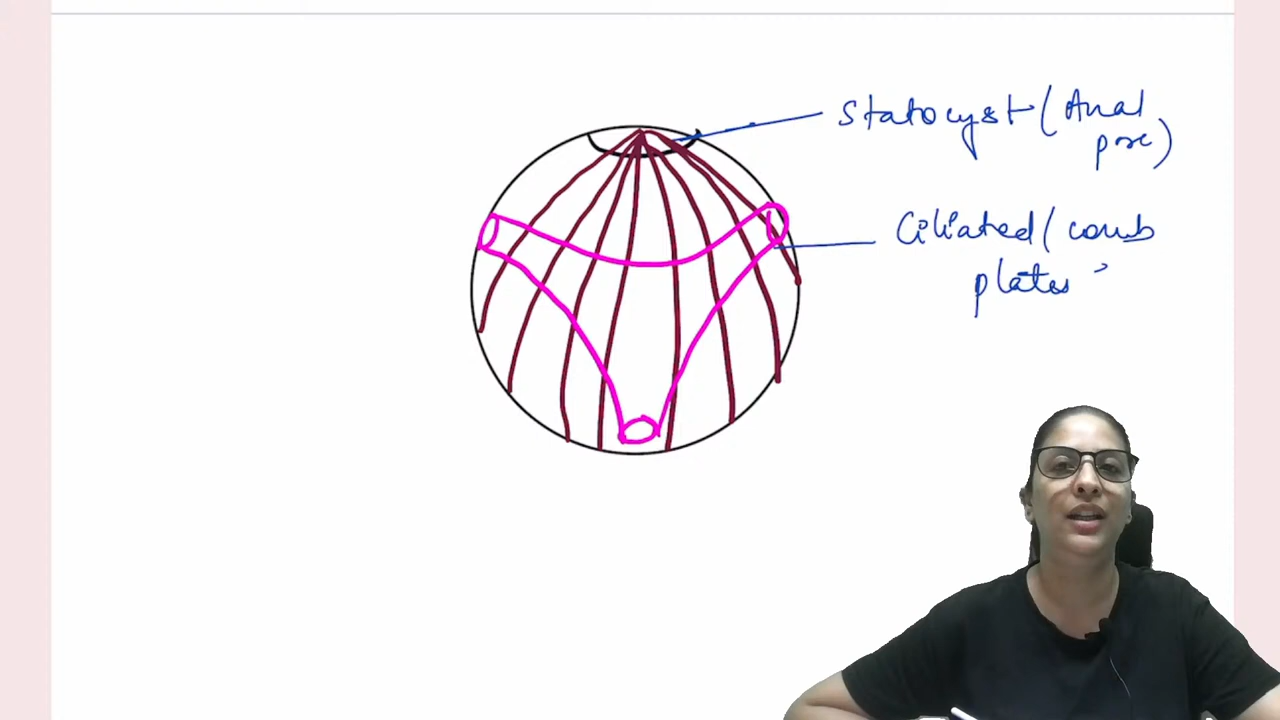 Statocyst (Anal
pore)
Ciliated / comb
plates